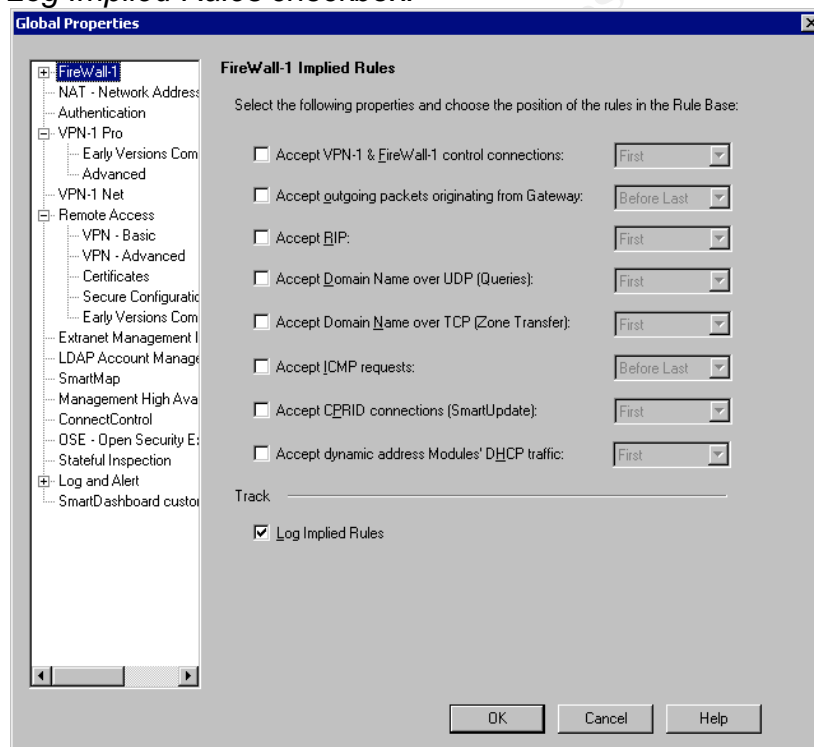 Log Implied Rules checkbox.
Global Properties
FireWall-1
NAT - Network Address
Authentication
VPN-1 Pro
Early Versions Com
Advanced
VPN-1 Net
Remote Access
VPN - Basic
VPN - Advanced
Certificates
Secure Configuratio
Early Versions Com
Extranet Management I
LDAP Account Manage
SmartMap
Management High Ava
ConnectControl
OSE - Open Security E
Stateful Inspection
Log and Alert
SmartDashboard custo
FireWall-1 Implied Rules
Select the following properties and choose the position of the rules in the Rule Base:
Accept VPN-1 & FireWall-1 control connections: First
Accept outgoing packets originating from Gateway: Before Last
Accept RIP: First
Accept Domain Name over UDP (Queries): First
Accept Domain Name over TCP (Zone Transfer): First
Accept ICMP requests: Before Last
Accept CPRID connections (SmartUpdate): First
Accept dynamic address Modules' DHCP traffic: First
Track
Log Implied Rules
OK Cancel Help